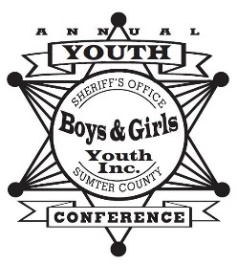 ANNUAL
YOUTH
SHERIFF'S OFFICE
Boys & Girls
Youth
Inc.
SUMTER COUNTY
CONFERENCE